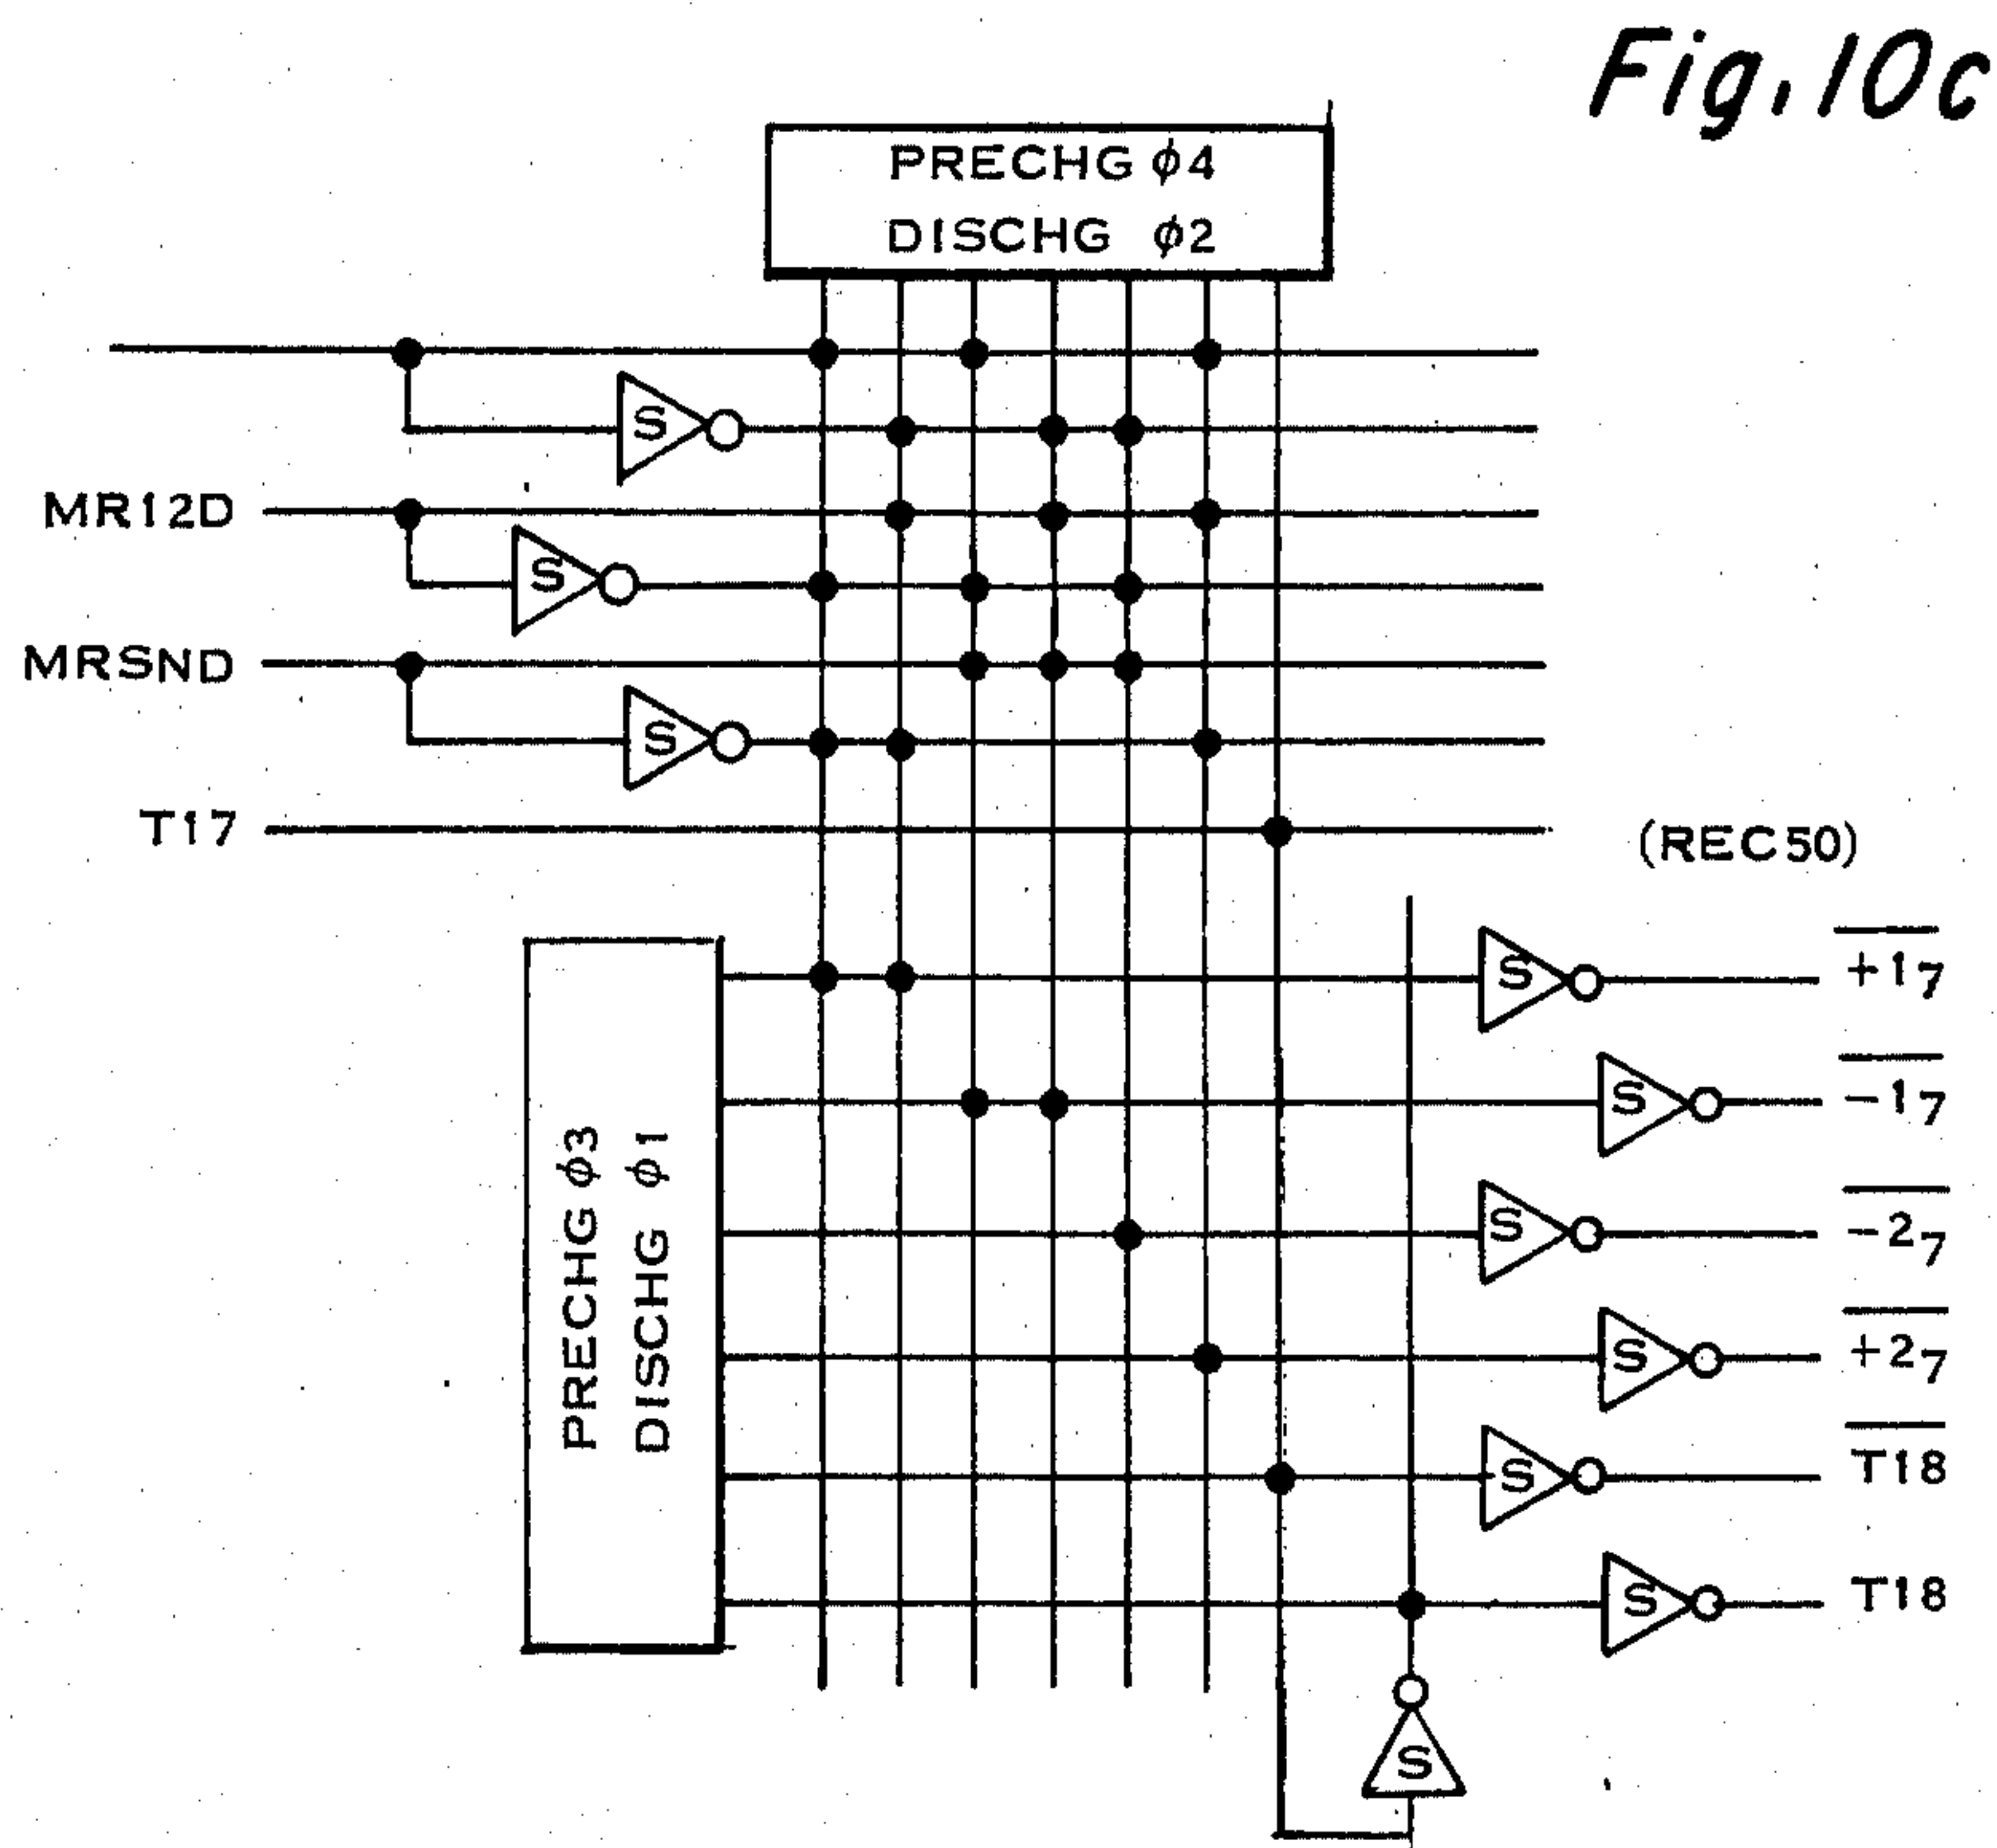 Fig. 10c
PRECHG ϕ4
DISCHG ϕ2
S
MR12D
S
MRSND
S
T17
(REC50)
S
+1₇
S
-1₇
PRECHG ϕ3
DISCHG ϕ1
S
-2₇
S
+2₇
S
T18
S
T18
S